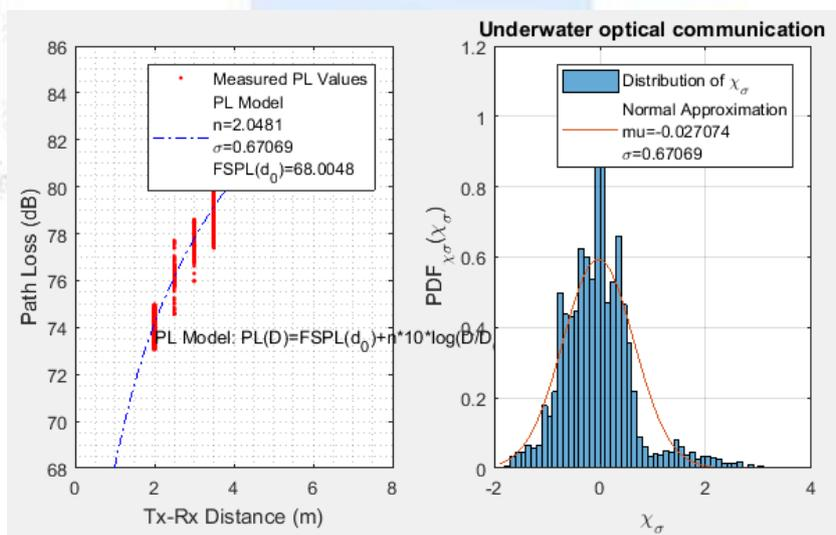 Underwater optical communication
86
84
82
80
78
76
74
72
70
68
Path Loss (dB)
Measured PL Values
PL Model
n=2.0481
σ=0.67069
FSPL(d0)=68.0048
PL Model: PL(D)=FSPL(d0)+n*10*log(D/D
0
2
4
6
8
Tx-Rx Distance (m)
1.2
1
0.8
0.6
0.4
0.2
0
PDFχσ(χσ)
Distribution of χσ
Normal Approximation
mu=-0.027074
σ=0.67069
-2
0
2
4
χσ